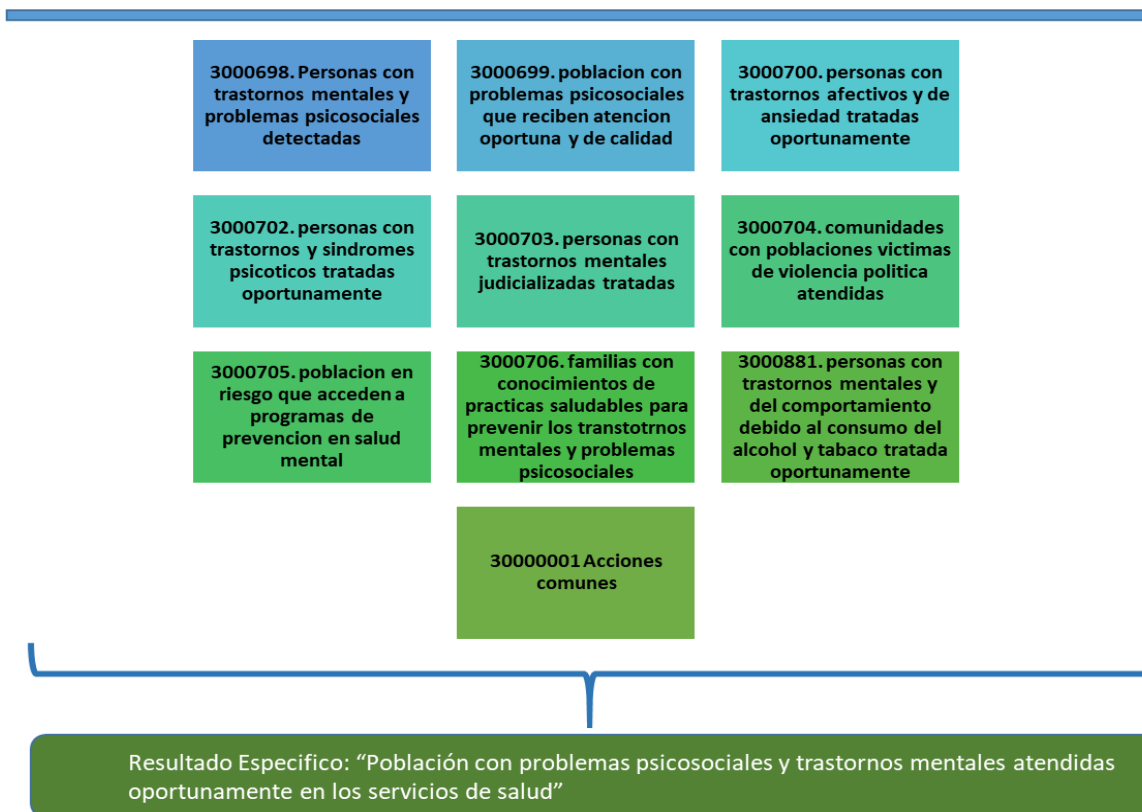 3000698. Personas con
trastornos mentales y
problemas psicosociales
detectadas
3000699. poblacion con
problemas psicosociales
que reciben atencion
oportuna y de calidad
3000700. personas con
trastornos afectivos y de
ansiedad tratadas
oportunamente
3000702. personas con
trastornos y sindromes
psicoticos tratadas
oportunamente
3000703. personas con
trastornos mentales
judicializadas tratadas
3000704. comunidades
con poblaciones victimas
de violencia politica
atendidas
3000705. poblacion en
riesgo que acceden a
programas de
prevencion en salud
mental
3000706. familias con
conocimientos de
practicas saludables para
prevenir los transtotrnos
mentales y problemas
psicosociales
3000881. personas con
trastornos mentales y
del comportamiento
debido al consumo del
alcohol y tabaco tratada
oportunamente
30000001 Acciones
comunes
Resultado Especifico: “Población con problemas psicosociales y trastornos mentales atendidas
oportunamente en los servicios de salud”